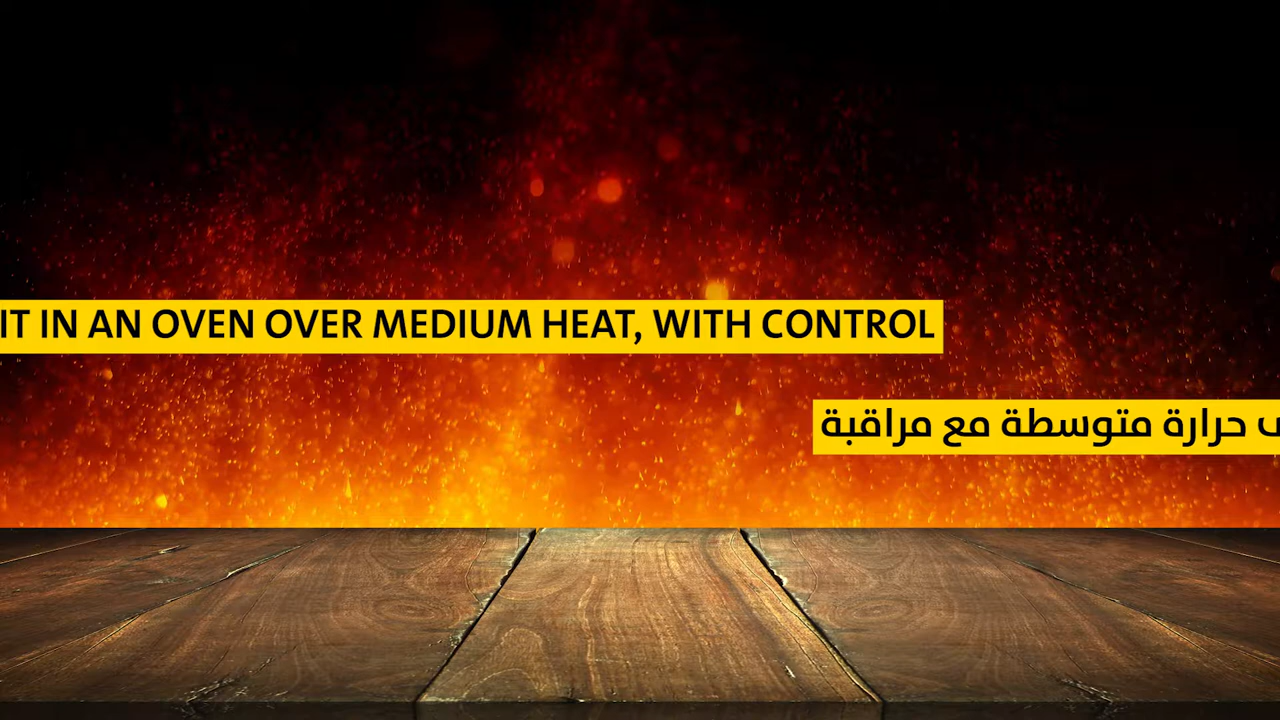 IT IN AN OVEN OVER MEDIUM HEAT, WITH CONTROL
حرارة متوسطة مع مراقبة